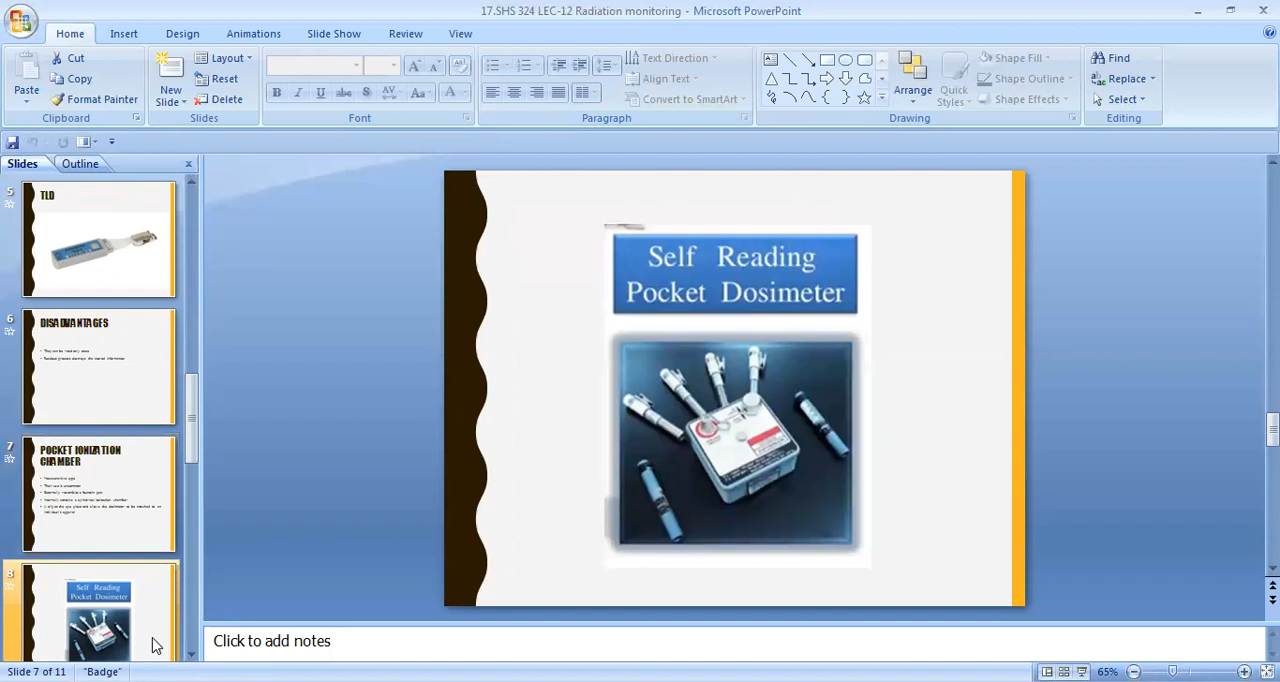 17.SHS 324 LEC-12 Radiation monitoring - Microsoft PowerPoint
Home Insert Design Animations Slide Show Review View
Paste
Cut
Copy
Format Painter
Clipboard
New Slide
Layout
Reset
Delete
Slides
B I U abc S AV Aa A
Font
Text Direction
Align Text
Convert to SmartArt
Paragraph
Arrange
Quick Styles
Shape Fill
Shape Outline
Shape Effects
Drawing
Find
Replace
Select
Editing
Slides Outline
5
TLD
6
DISADVANTAGES
7
POCKET IONIZATION
CHAMBER
8
Self Reading
Pocket Dosimeter
Self Reading
Pocket Dosimeter
Click to add notes
Slide 7 of 11 "Badge" 65%